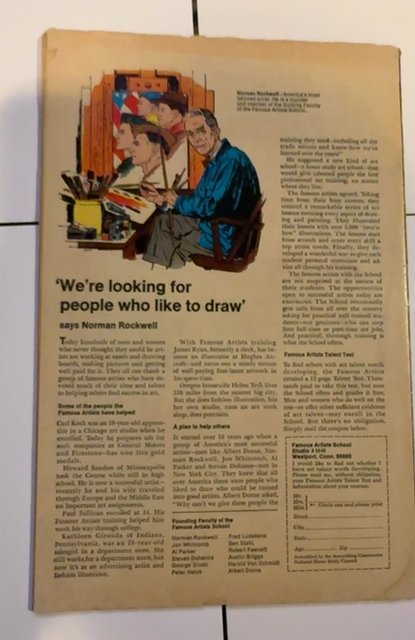 Norman Rockwell—America's most
beloved artist. He is a founder
and member of the Guiding Faculty
of the Famous Artists School.
'We're looking for
people who like to draw'
says Norman Rockwell
Today hundreds of men and women
who never thought they could be art-
ists are working at easels and drawing
boards, making pictures and getting
well paid for it. They all can thank a
group of famous artists who have de-
voted much of their time and talent
to helping others find success in art.
Some of the people the
Famous Artists have helped
was an 18-year-old appren-
tice in a Chicago art studio when he
enrolled. Today he prepares ads for
such companies as General Motors
and Firestone—has won five gold
medals.
Howard Sanden of Minneapolis
took the Course while still in high
school. He is now a successful artist—
recently he and his wife traveled
through Europe and the Middle East
on important art assignments.
Paul Sullivan enrolled at 14. His
Famous Artists training helped him
work his way through college.
Kathleen Gironda of Indiana,
Pennsylvania, was an 18-year-old
salesgirl in a department store. She
still works for a department store, but
now it's as an advertising artist and
fashion illustrator.
With Famous Artists training
James Ryan, formerly a clerk, has be-
come an illustrator at Hughes Air-
craft—and turns out a steady stream
of well-paying free-lance artwork in
his spare time.
Oregon housewife Helen Tryk lives
150 miles from the nearest big city.
But she does fashion illustration, has
her own studio, runs an art work
shop, does portraits.
A plan to help others
It started over 18 years ago when a
group of America's most successful
artists—men like Albert Dorne, Nor-
man Rockwell, Jon Whitcomb, Al
Parker and Stevan Dohanos—met in
New York City. They knew that all
over America there were people who
liked to draw who could be turned
into good artists. Albert Dorne asked,
"Why can't we give these people the
Founding Faculty of the
Famous Artists School
Norman Rockwell
Jon Whitcomb
Al Parker
Stevan Dohanos
George Giusti
Peter Helck
Fred Ludekens
Ben Stahl
Robert Fawcett
Austin Briggs
Harold Von Schmidt
Albert Dorne
training they need—including all the
trade secrets and know-how we've
learned over the years?"
He suggested a new kind of art
school—a home study art school—that
would give talented people the best
professional art training, no matter
where they live.
The famous artists agreed. Taking
time from their busy careers, they
created a remarkable series of art
lessons covering every aspect of draw-
ing and painting. They illustrated
their lessons with over 5,000 "here's-
how" illustrations. The lessons start
from scratch and cover every skill a
top artist needs. Finally, they de-
veloped a wonderful way to give each
student personal correction and ad-
vice all through his training.
The famous artists with the School
are not surprised at the success of
their students. The opportunities
open to successful artists today are
enormous. The School continually
gets calls from all over the country
asking for practical well trained stu-
dents—not geniuses—who can step
into full time or part time art jobs.
And practical, thorough training is
what the School offers.
Famous Artists Talent Test
To find others with art talent worth
developing, the Famous Artists
created a 12-page Talent Test. Thou-
sands paid to take this test, but now
the School offers and grades it free.
Men and women who do well on the
test—or offer other sufficient evidence
of art talent—may enroll in the
School. But there's no obligation.
Simply mail the coupon below.
Famous Artists School
Studio
Westport, Conn. 06880
I would like to find out whether I
have art talent worth developing.
Please send me, without obligation,
your Famous Artists Talent Test and
information about your courses.
Mr.
Mrs.
Miss
Circle one and please print
Street
City
State
Age Zip
Accredited by the Accrediting Commission
National Home Study Council